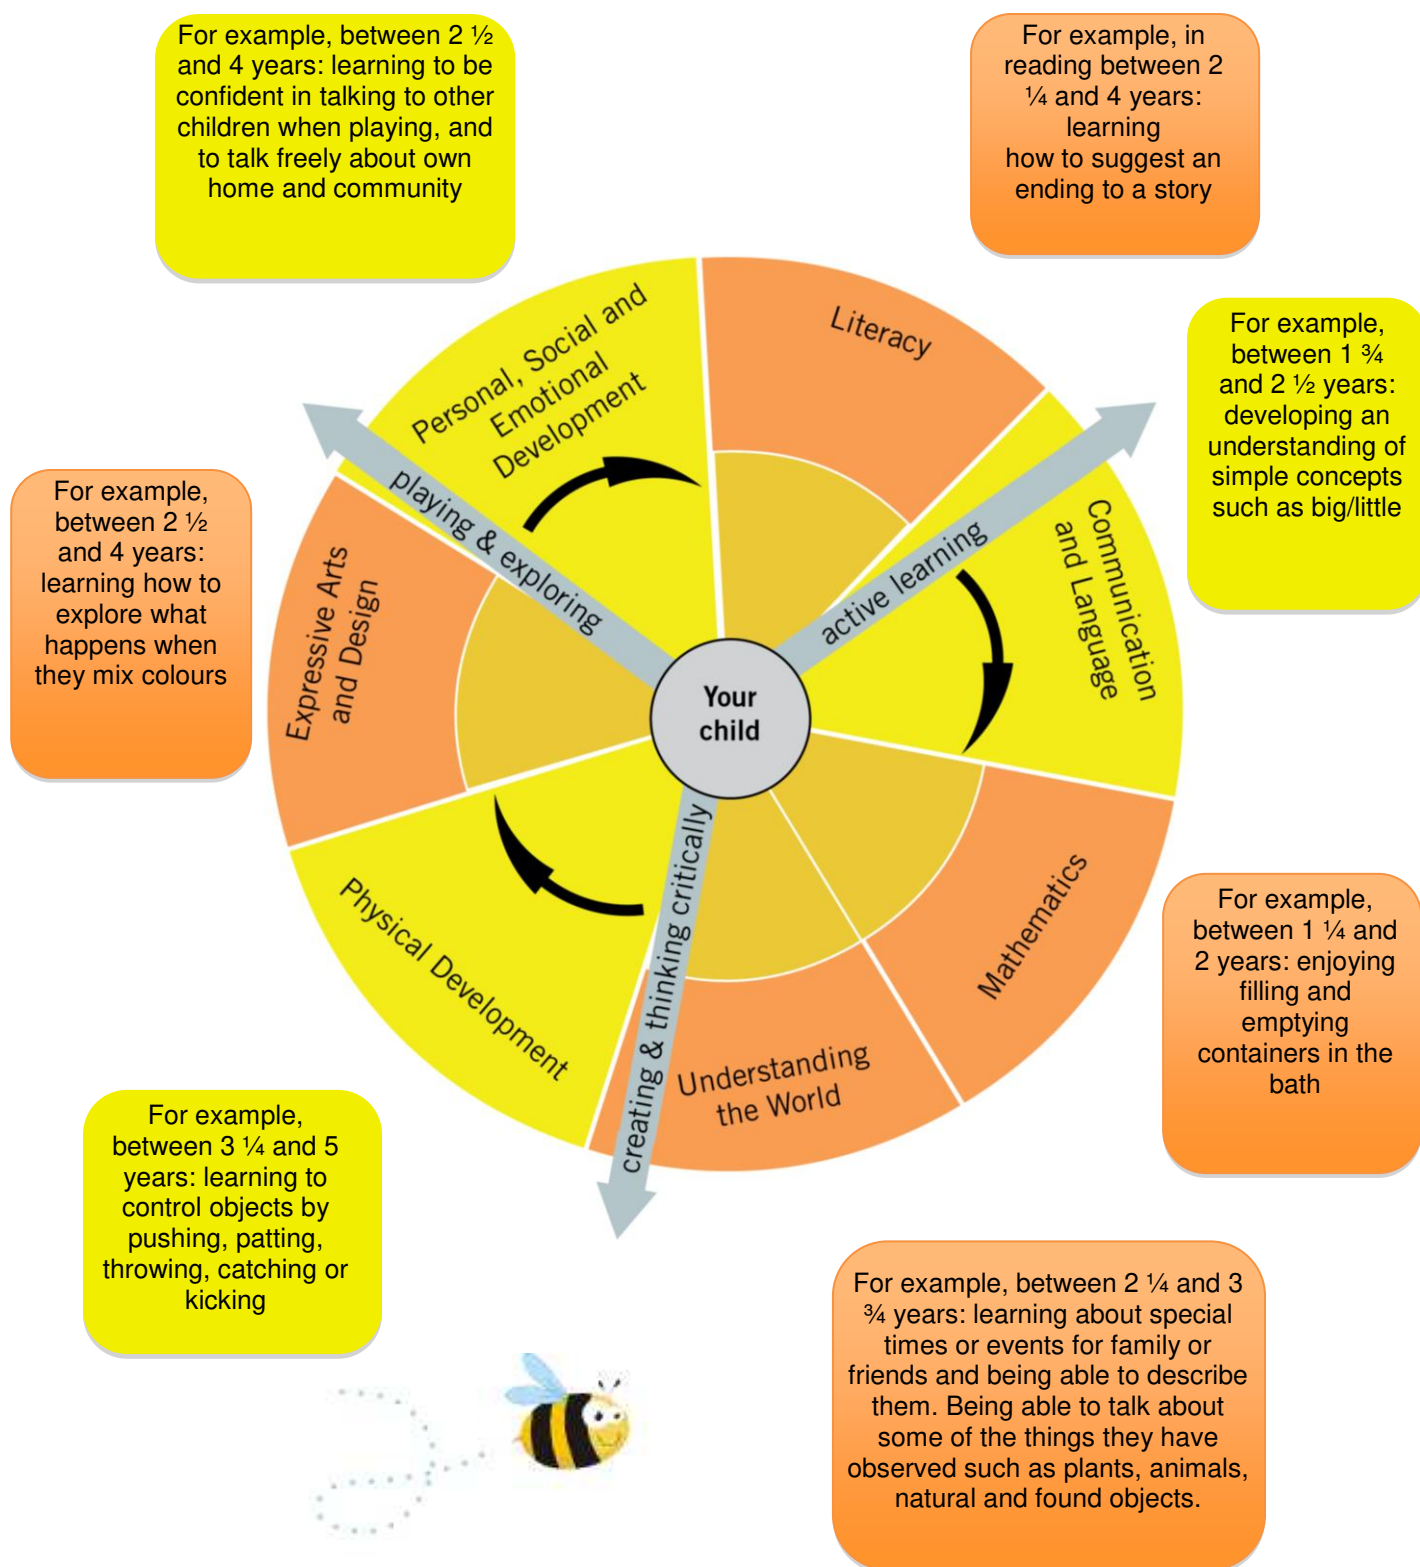 For example, between 2 ½
and 4 years: learning to be
confident in talking to other
children when playing, and
to talk freely about own
home and community
For example, in
reading between 2
¼ and 4 years:
learning
how to suggest an
ending to a story
For example,
between 1 ¾
and 2 ½ years:
developing an
understanding of
simple concepts
such as big/little
Personal, Social and
Emotional
Development
Literacy
playing & exploring
active learning
Communication
and Language
For example,
between 2 ½
and 4 years:
learning how to
explore what
happens when
they mix colours
Expressive Arts
and Design
Your
child
Physical Development
creating & thinking critically
Understanding
the World
Mathematics
For example,
between 1 ¼ and
2 years: enjoying
filling and
emptying
containers in the
bath
For example,
between 3 ¼ and 5
years: learning to
control objects by
pushing, patting,
throwing, catching or
kicking
For example, between 2 ¼ and 3
¾ years: learning about special
times or events for family or
friends and being able to describe
them. Being able to talk about
some of the things they have
observed such as plants, animals,
natural and found objects.